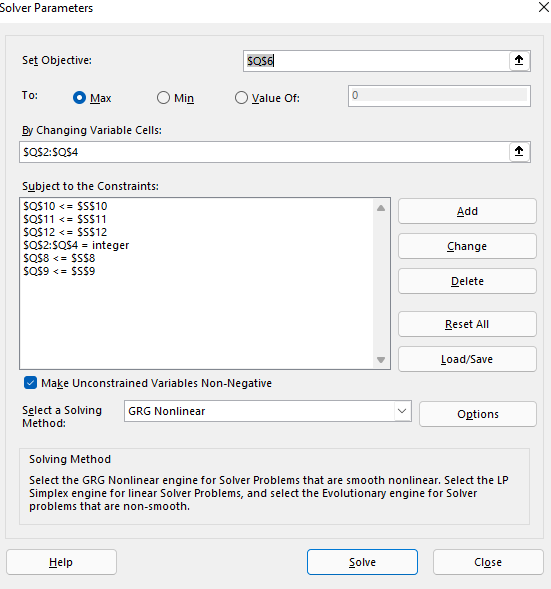 Solver Parameters
Set Objective:
$Q$6
To:
Max
Min
Value Of:
0
By Changing Variable Cells:
$Q$2:$Q$4
Subject to the Constraints:
$Q$10 <= $S$10
$Q$11 <= $S$11
$Q$12 <= $S$12
$Q$2:$Q$4 = integer
$Q$8 <= $S$8
$Q$9 <= $S$9
Add
Change
Delete
Reset All
Load/Save
Make Unconstrained Variables Non-Negative
Select a Solving
Method:
GRG Nonlinear
Options
Solving Method
Select the GRG Nonlinear engine for Solver Problems that are smooth nonlinear. Select the LP
Simplex engine for linear Solver Problems, and select the Evolutionary engine for Solver
problems that are non-smooth.
Help
Solve
Close